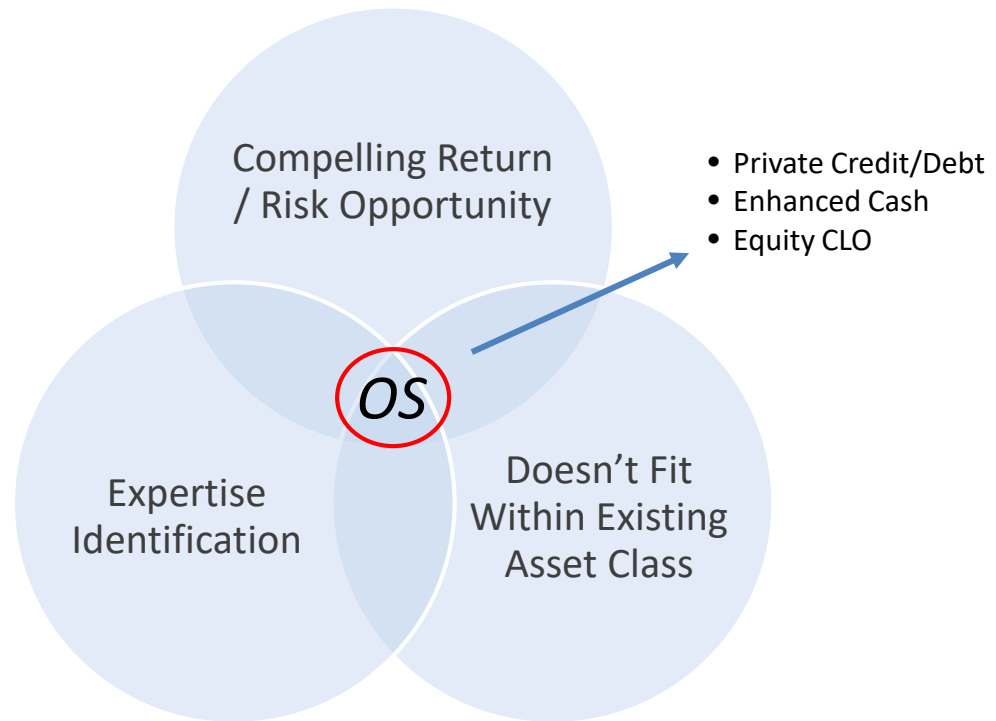 Compelling Return
/ Risk Opportunity
• Private Credit/Debt
• Enhanced Cash
• Equity CLO
OS
Expertise
Identification
Doesn’t Fit
Within Existing
Asset Class